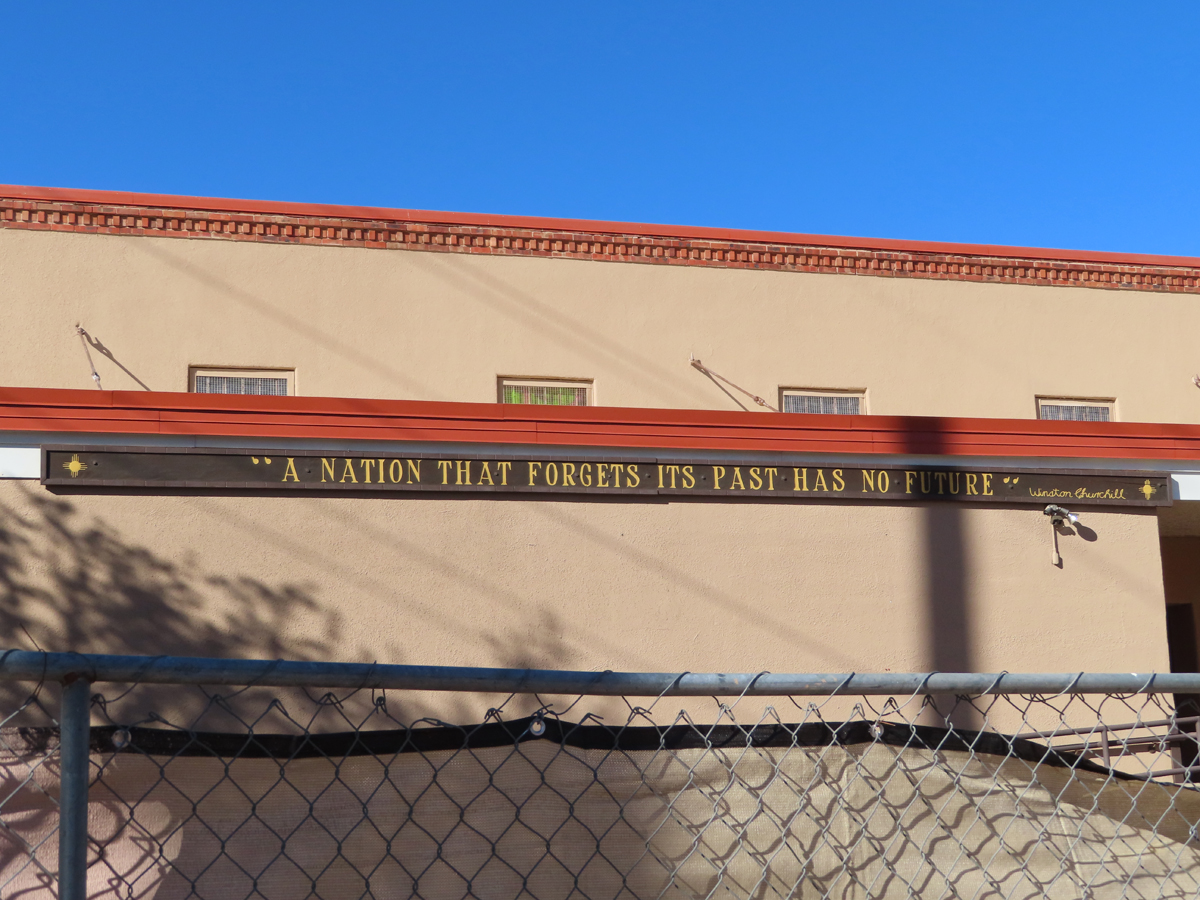 “ A NATION THAT FORGETS ITS PAST HAS NO FUTURE “
Winston Churchill